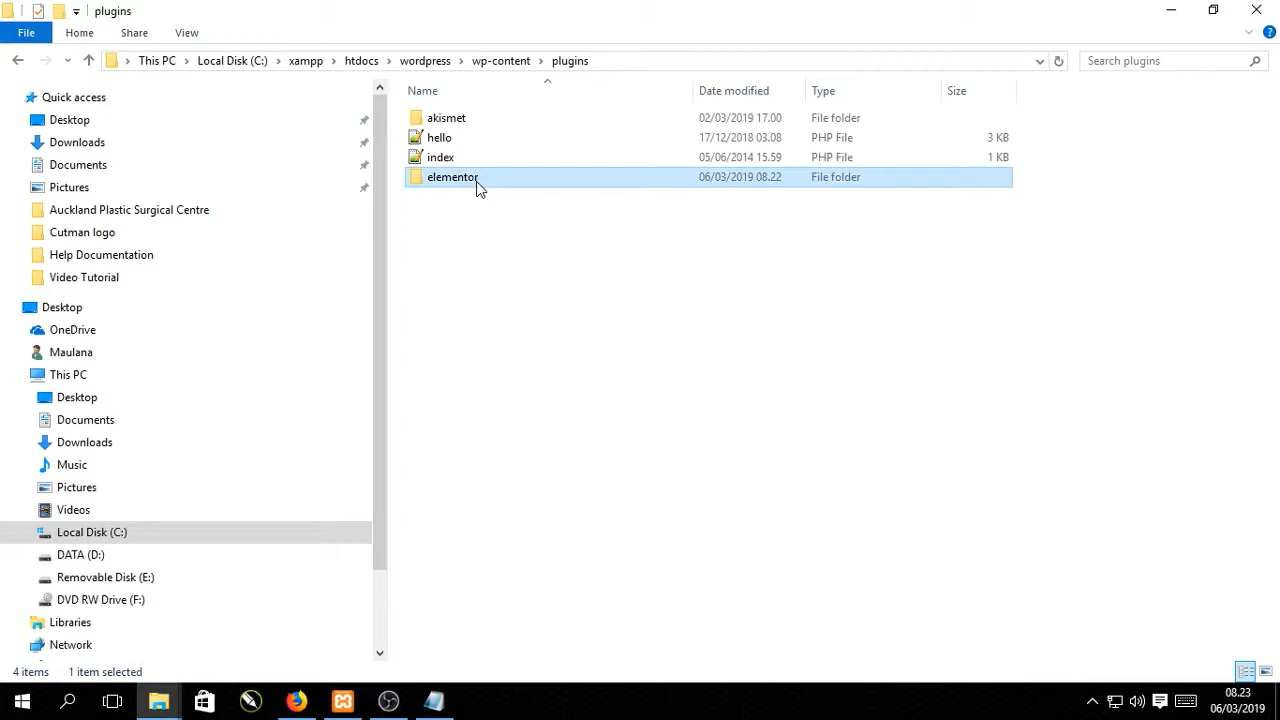 plugins
File
Home
Share
View
This PC
Local Disk (C:)
xampp
htdocs
wordpress
wp-content
plugins
Search plugins
Quick access
Desktop
Downloads
Documents
Pictures
Auckland Plastic Surgical Centre
Cutman logo
Help Documentation
Video Tutorial
Desktop
OneDrive
Maulana
This PC
Desktop
Documents
Downloads
Music
Pictures
Videos
Local Disk (C:)
DATA (D:)
Removable Disk (E:)
DVD RW Drive (F:)
Libraries
Network
Name Date modified Type Size
akismet 02/03/2019 17.00 File folder
hello 17/12/2018 03.08 PHP File 3 KB
index 05/06/2014 15.59 PHP File 1 KB
elementor 06/03/2019 08.22 File folder
4 items 1 item selected
08.23
06/03/2019